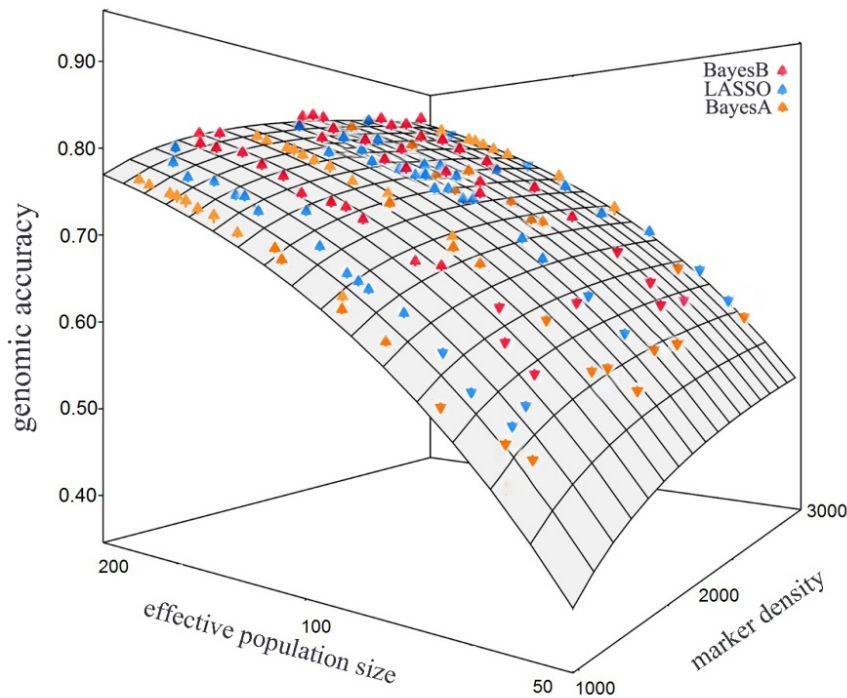 BayesB
LASSO
BayesA
0.90
0.80
0.70
0.60
0.50
0.40
genomic accuracy
200
100
50
effective population size
1000
2000
3000
marker density